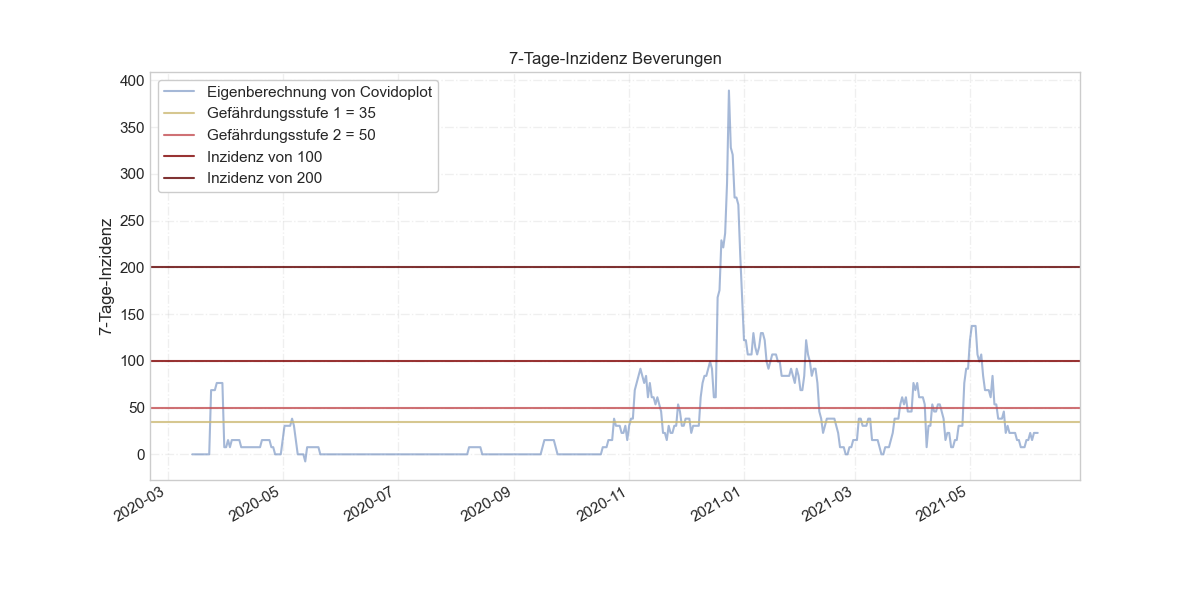 7-Tage-Inzidenz Beverungen
Eigenberechnung von Covidoplot
Gefährdungsstufe 1 = 35
Gefährdungsstufe 2 = 50
Inzidenz von 100
Inzidenz von 200
7-Tage-Inzidenz
400
350
300
250
200
150
100
50
0
2020-03
2020-05
2020-07
2020-09
2020-11
2021-01
2021-03
2021-05